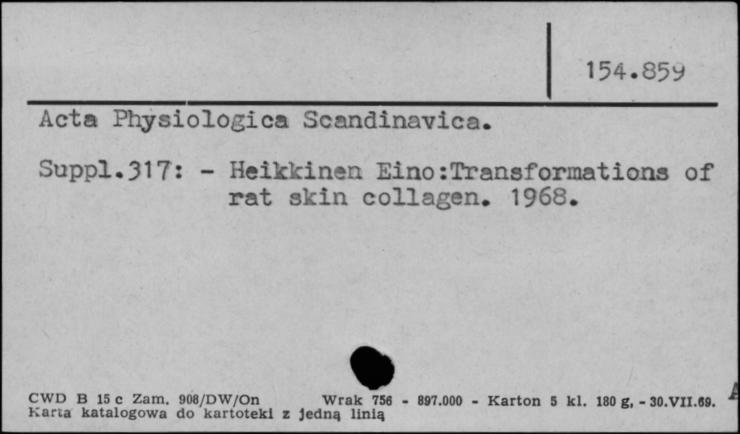 154.859
Acta Physiologica Scandinavica.
Suppl.317: - Heikkinen Eino:Transformations of
rat skin collagen. 1968.
CWD B 15 c Zam. 908/DW/On Wrak 756 - 897.000 - Karton 5 kl. 180 g, - 30.VII.69.
Karta katalogowa do kartoteki z jedną linią
A